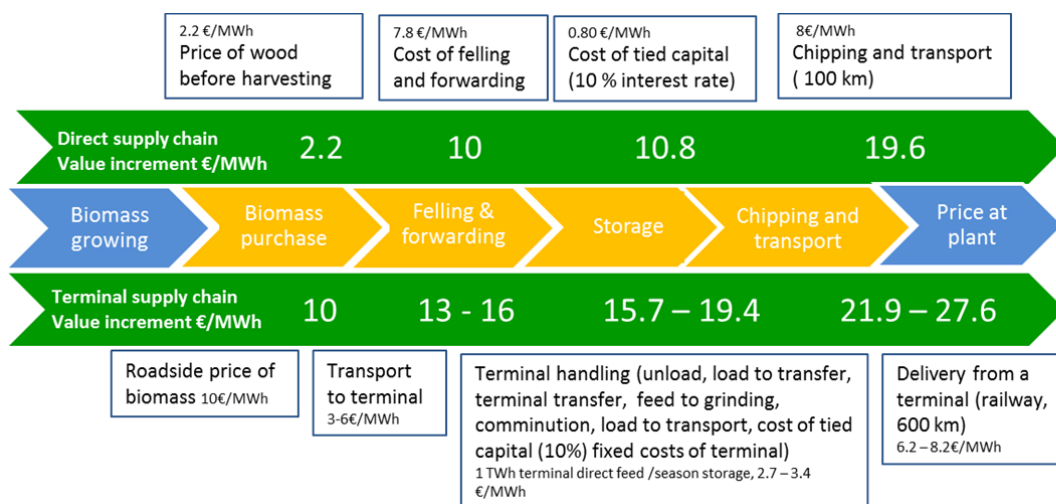 2.2 €/MWh
Price of wood
before harvesting
7.8 €/MWh
Cost of felling
and forwarding
0.80 €/MWh
Cost of tied capital
(10 % interest rate)
8€/MWh
Chipping and transport
( 100 km)
Direct supply chain
Value increment €/MWh
2.2
10
10.8
19.6
Biomass
growing
Biomass
purchase
Felling &
forwarding
Storage
Chipping and
transport
Price at
plant
Terminal supply chain
Value increment €/MWh
10
13 - 16
15.7 – 19.4
21.9 – 27.6
Roadside price of
biomass 10€/MWh
Transport
to terminal
3-6€/MWh
Terminal handling (unload, load to transfer,
terminal transfer, feed to grinding,
comminution, load to transport, cost of tied
capital (10%) fixed costs of terminal)
1 TWh terminal direct feed /season storage, 2.7 – 3.4
€/MWh
Delivery from a
terminal (railway,
600 km)
6.2 – 8.2€/MWh